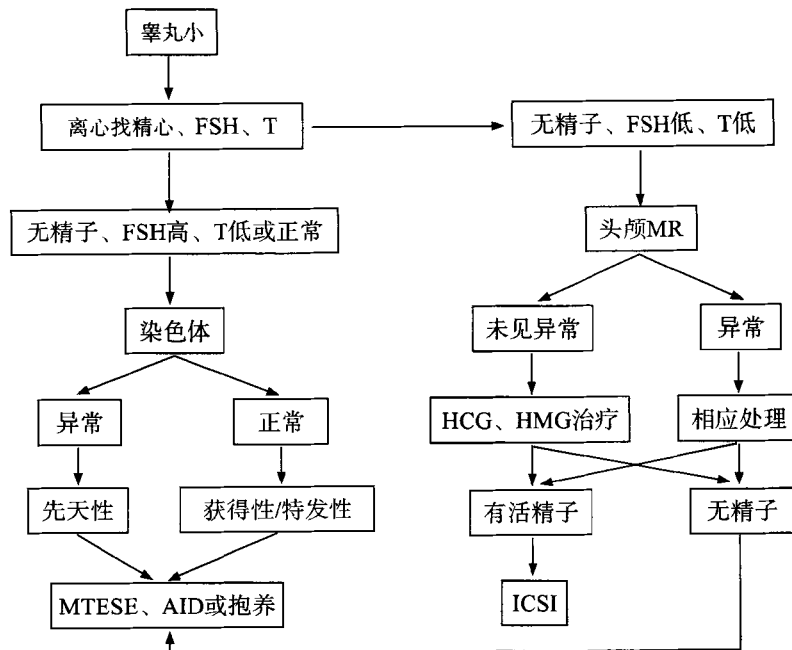 睾丸小
离心找精心、FSH、T
无精子、FSH低、T低
无精子、FSH高、T低或正常
头颅MR
染色体
未见异常
异常
异常
正常
HCG、HMG治疗
相应处理
先天性
获得性/特发性
有活精子
无精子
MTESE、AID或抱养
ICSI